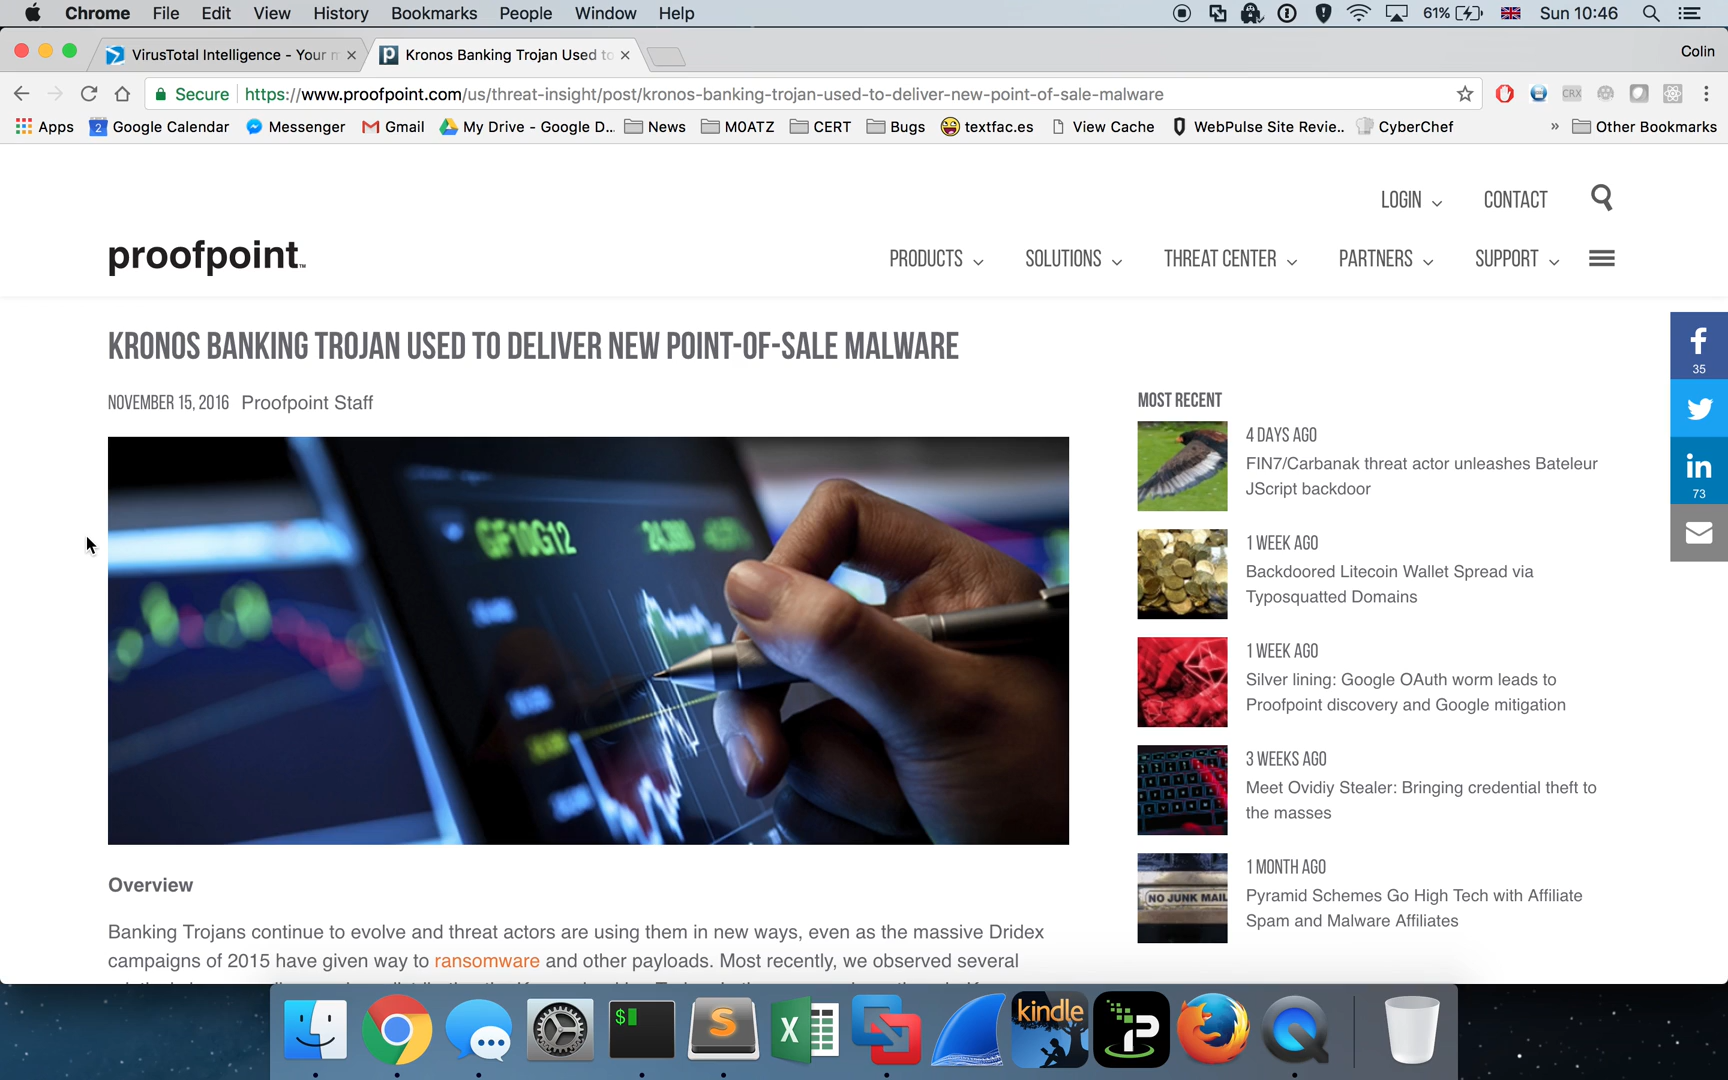 Chrome File Edit View History Bookmarks People Window Help 61% Sun 10:46
VirusTotal Intelligence - Your m Kronos Banking Trojan Used to Colin
Secure https://www.proofpoint.com/us/threat-insight/post/kronos-banking-trojan-used-to-deliver-new-point-of-sale-malware CRX
Apps 2 Google Calendar Messenger Gmail My Drive - Google D... News M0ATZ CERT Bugs textfac.es View Cache WebPulse Site Revie.. CyberChef » Other Bookmarks
LOGIN CONTACT
proofpoint™ PRODUCTS SOLUTIONS THREAT CENTER PARTNERS SUPPORT
KRONOS BANKING TROJAN USED TO DELIVER NEW POINT-OF-SALE MALWARE
NOVEMBER 15, 2016 Proofpoint Staff
GF10G12
Overview
Banking Trojans continue to evolve and threat actors are using them in new ways, even as the massive Dridex
campaigns of 2015 have given way to ransomware and other payloads. Most recently, we observed several
MOST RECENT
4 DAYS AGO
FIN7/Carbanak threat actor unleashes Bateleur
JScript backdoor
1 WEEK AGO
Backdoored Litecoin Wallet Spread via
Typosquatted Domains
1 WEEK AGO
Silver lining: Google OAuth worm leads to
Proofpoint discovery and Google mitigation
3 WEEKS AGO
Meet Ovidiy Stealer: Bringing credential theft to
the masses
NO JUNK MAIL
1 MONTH AGO
Pyramid Schemes Go High Tech with Affiliate
Spam and Malware Affiliates
35
in
73
$
S
X
kindle
P